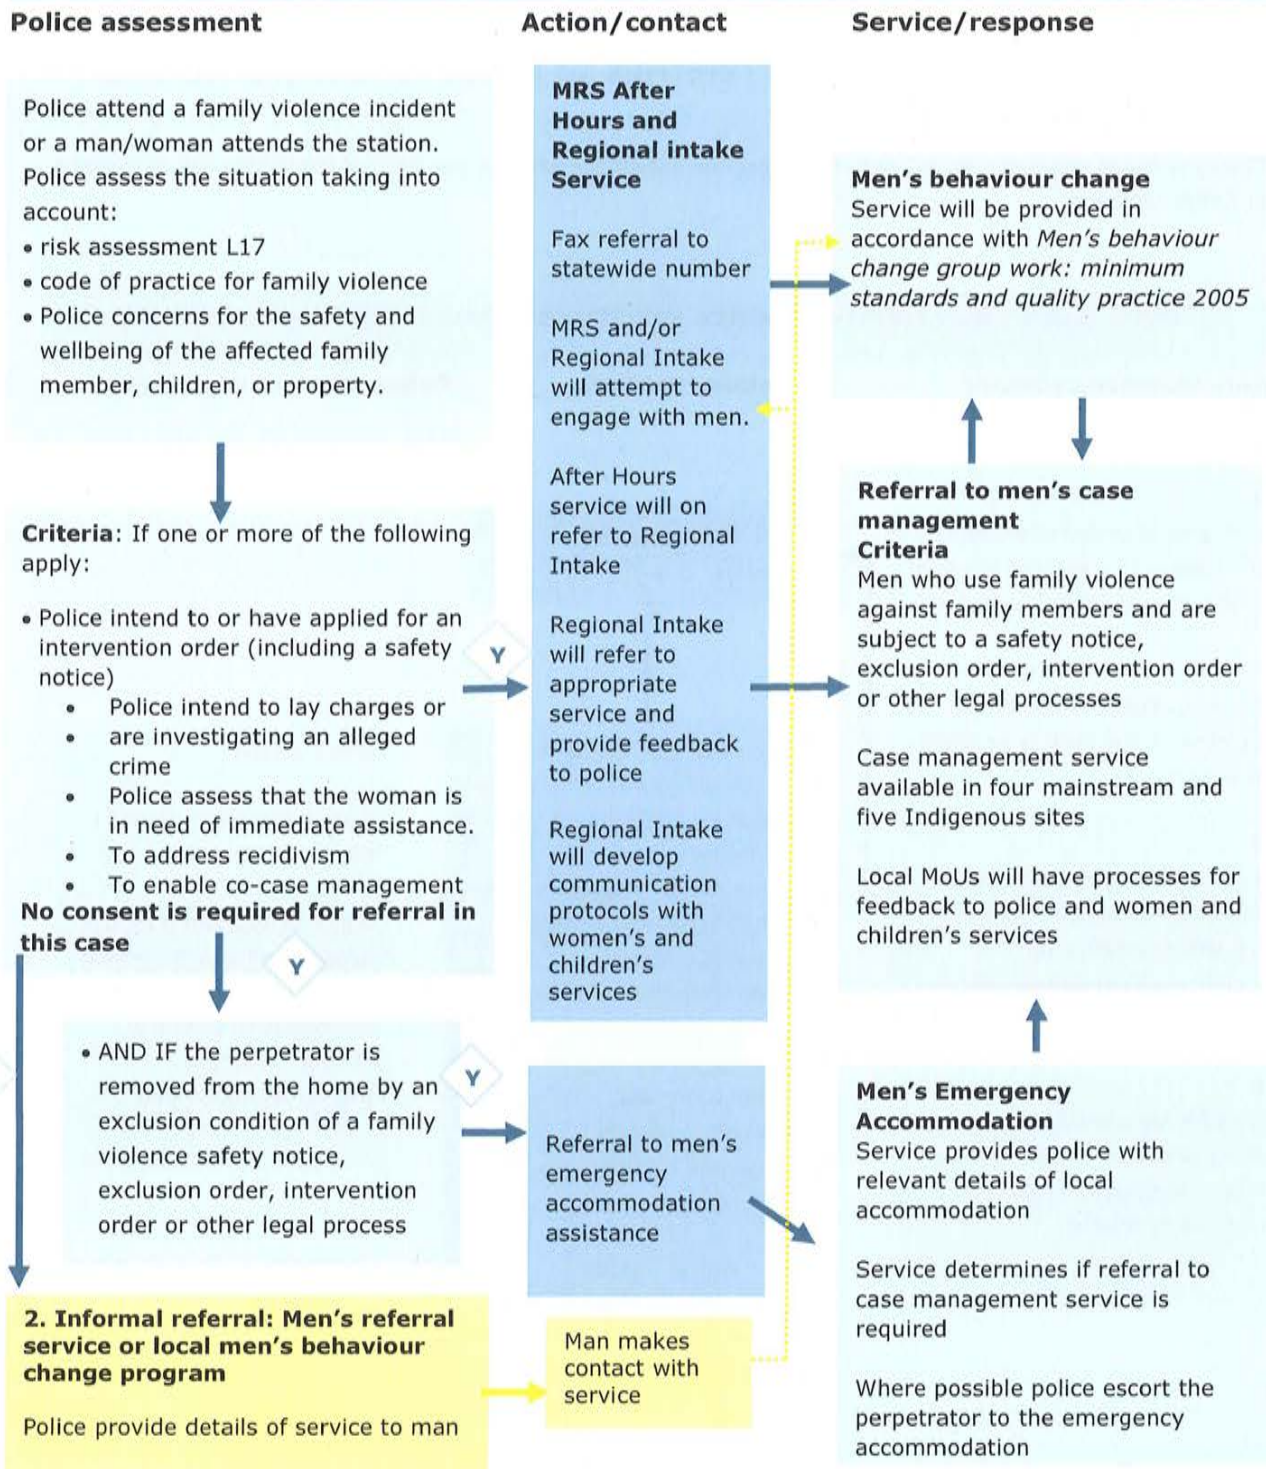 Police assessment
Action/contact
Service/response
Police attend a family violence incident
or a man/woman attends the station.
Police assess the situation taking into
account:
• risk assessment L17
• code of practice for family violence
• Police concerns for the safety and
wellbeing of the affected family
member, children, or property.
Criteria: If one or more of the following
apply:
• Police intend to or have applied for an
intervention order (including a safety
notice)
• Police intend to lay charges or
• are investigating an alleged
crime
• Police assess that the woman is
in need of immediate assistance.
• To address recidivism
• To enable co-case management
No consent is required for referral in
this case
Y
Y
• AND IF the perpetrator is
removed from the home by an
exclusion condition of a family
violence safety notice,
exclusion order, intervention
order or other legal process
Y
2. Informal referral: Men's referral
service or local men's behaviour
change program
Police provide details of service to man
MRS After
Hours and
Regional intake
Service
Fax referral to
statewide number
MRS and/or
Regional Intake
will attempt to
engage with men.
After Hours
service will on
refer to Regional
Intake
Regional Intake
will refer to
appropriate
service and
provide feedback
to police
Regional Intake
will develop
communication
protocols with
women's and
children's
services
Referral to men's
emergency
accommodation
assistance
Man makes
contact with
service
Men's behaviour change
Service will be provided in
accordance with Men's behaviour
change group work: minimum
standards and quality practice 2005
Referral to men's case
management
Criteria
Men who use family violence
against family members and are
subject to a safety notice,
exclusion order, intervention order
or other legal processes
Case management service
available in four mainstream and
five Indigenous sites
Local MoUs will have processes for
feedback to police and women and
children's services
Men's Emergency
Accommodation
Service provides police with
relevant details of local
accommodation
Service determines if referral to
case management service is
required
Where possible police escort the
perpetrator to the emergency
accommodation